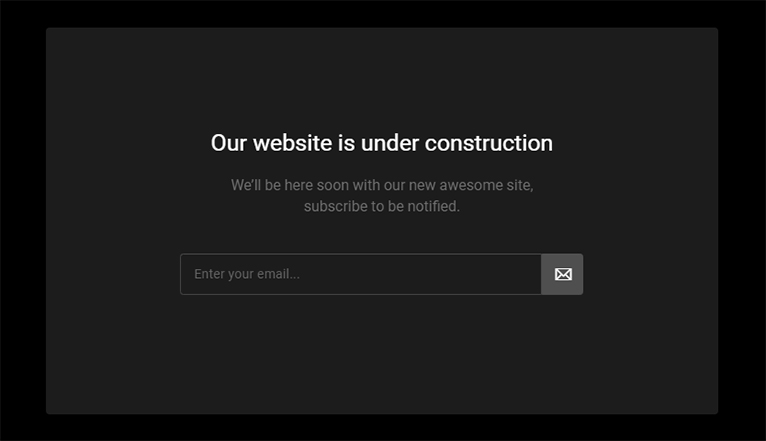 Our website is under construction
We'll be here soon with our new awesome site,
subscribe to be notified.
Enter your email...